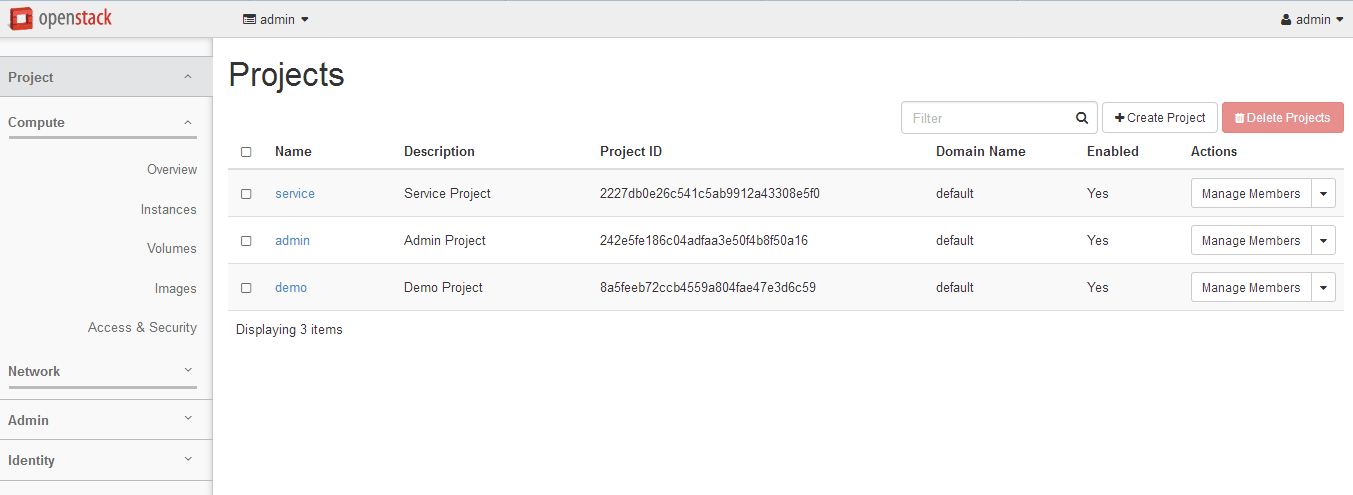 openstack admin admin
Project
Compute
Overview
Instances
Volumes
Images
Access & Security
Network
Admin
Identity
Projects
Filter Create Project Delete Projects
Name Description Project ID Domain Name Enabled Actions
service Service Project 2227db0e26c541c5ab9912a43308e5f0 default Yes Manage Members
admin Admin Project 242e5fe186c04adfaa3e50f4b8f50a16 default Yes Manage Members
demo Demo Project 8a5feeb72ccb4559a804fae47e3d6c59 default Yes Manage Members
Displaying 3 items